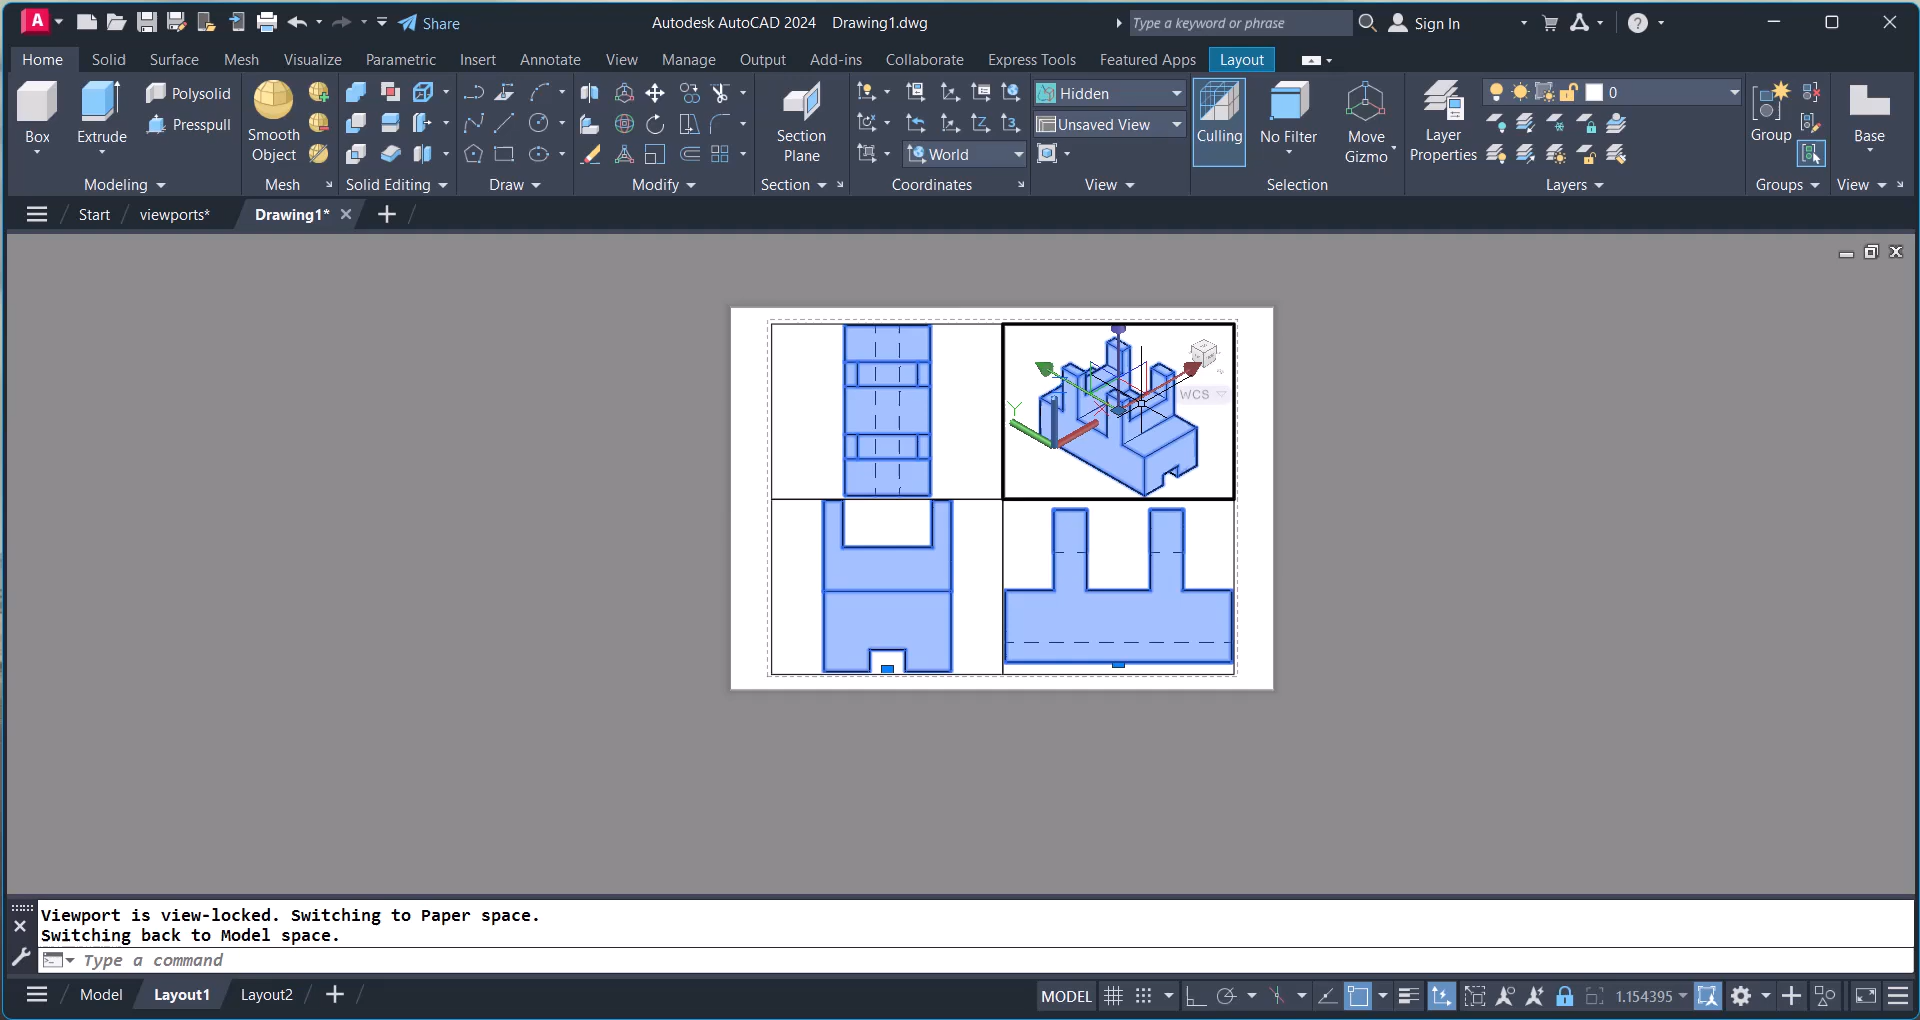 A
Share
Autodesk AutoCAD 2024 Drawing1.dwg
Type a keyword or phrase
Sign In
Home Solid Surface Mesh Visualize Parametric Insert Annotate View Manage Output Add-ins Collaborate Express Tools Featured Apps Layout
Box
Extrude
Polysolid
Presspull
Smooth
Object
Section
Plane
World
Hidden
Unsaved View
Culling
No Filter
Move
Gizmo
Layer
Properties
0
Group
Base
Modeling Mesh Solid Editing Draw Modify Section Coordinates View Selection Layers Groups View
Start viewports* Drawing1*
WCS
Y
X
Viewport is view-locked. Switching to Paper space.
Switching back to Model space.
Type a command
Model Layout1 Layout2
MODEL
1.154395